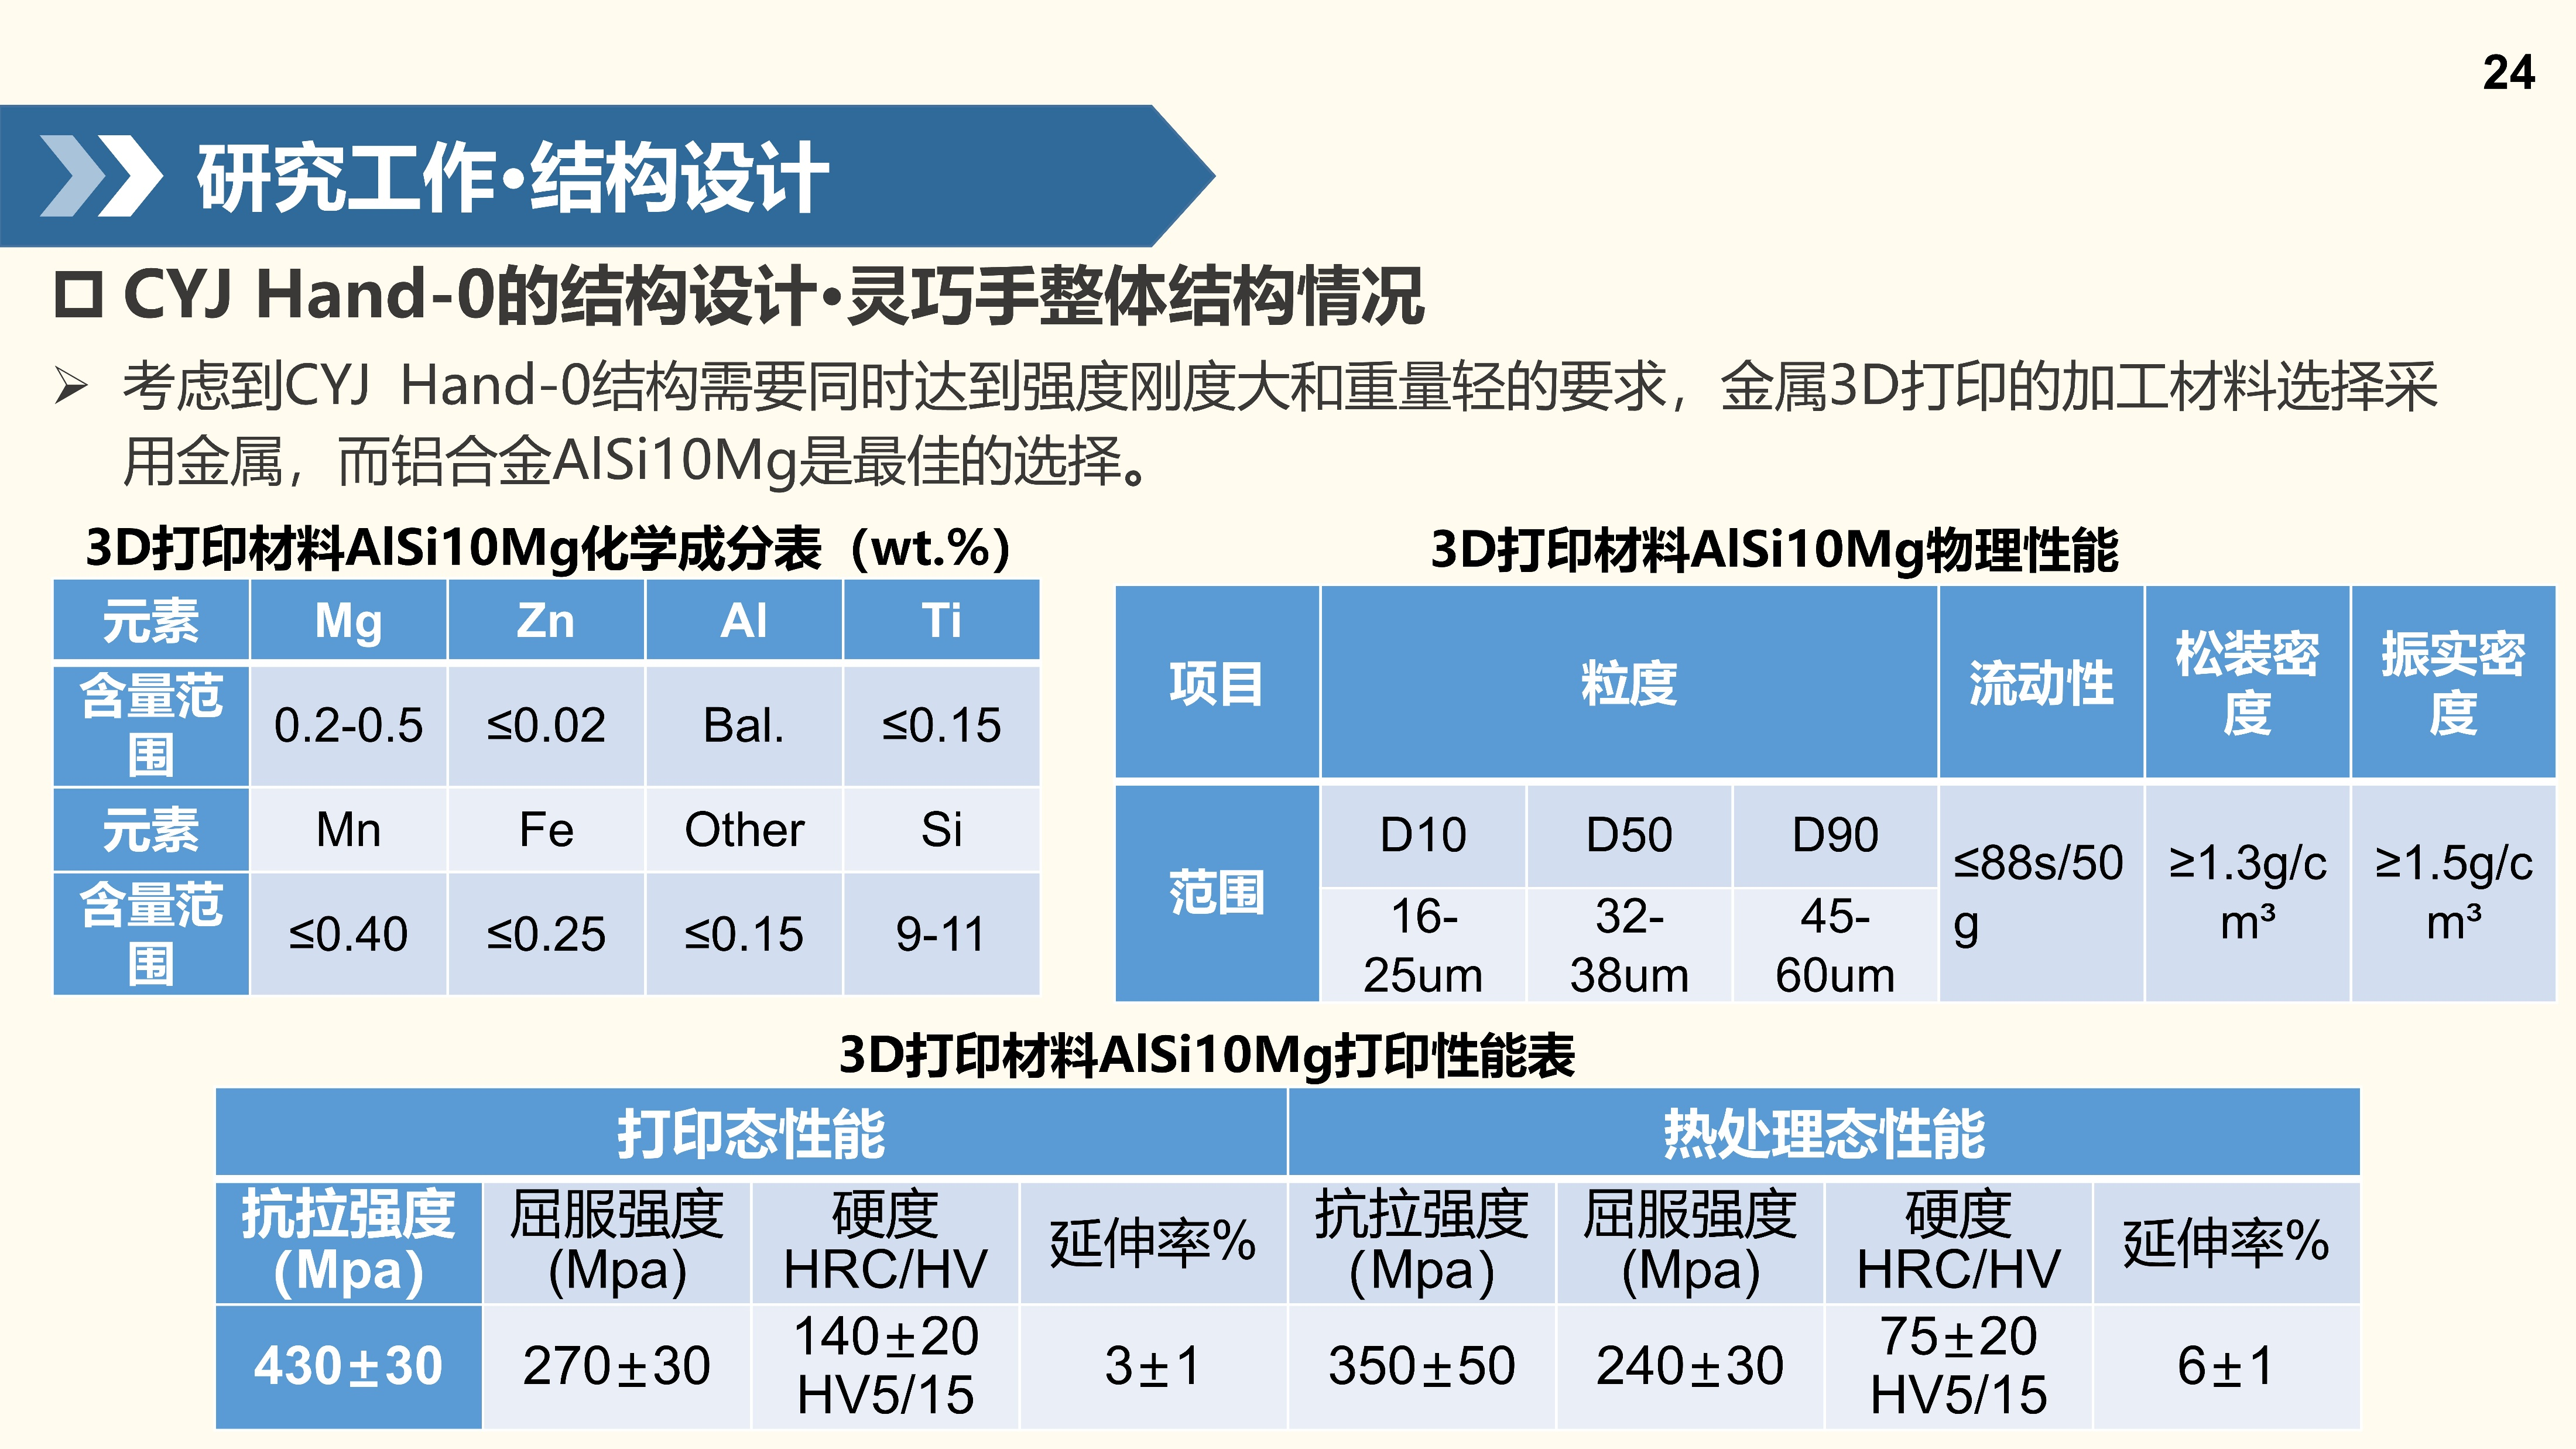 24
研究工作•结构设计
CYJ Hand-0的结构设计•灵巧手整体结构情况
考虑到CYJ Hand-0结构需要同时达到强度刚度大和重量轻的要求，金属3D打印的加工材料选择采
用金属，而铝合金AlSi10Mg是最佳的选择。
3D打印材料AlSi10Mg化学成分表（wt.%）
元素 Mg Zn Al Ti
含量范围 0.2-0.5 ≤0.02 Bal. ≤0.15
元素 Mn Fe Other Si
含量范围 ≤0.40 ≤0.25 ≤0.15 9-11
3D打印材料AlSi10Mg物理性能
项目 粒度 流动性 松装密度 振实密度
范围 D10 D50 D90 ≤88s/50g ≥1.3g/cm³ ≥1.5g/cm³
16-25um 32-38um 45-60um
3D打印材料AlSi10Mg打印性能表
打印态性能 热处理态性能
抗拉强度（Mpa） 屈服强度(Mpa) 硬度HRC/HV 延伸率% 抗拉强度（Mpa） 屈服强度(Mpa) 硬度HRC/HV 延伸率%
430±30 270±30 140±20 HV5/15 3±1 350±50 240±30 75±20 HV5/15 6±1